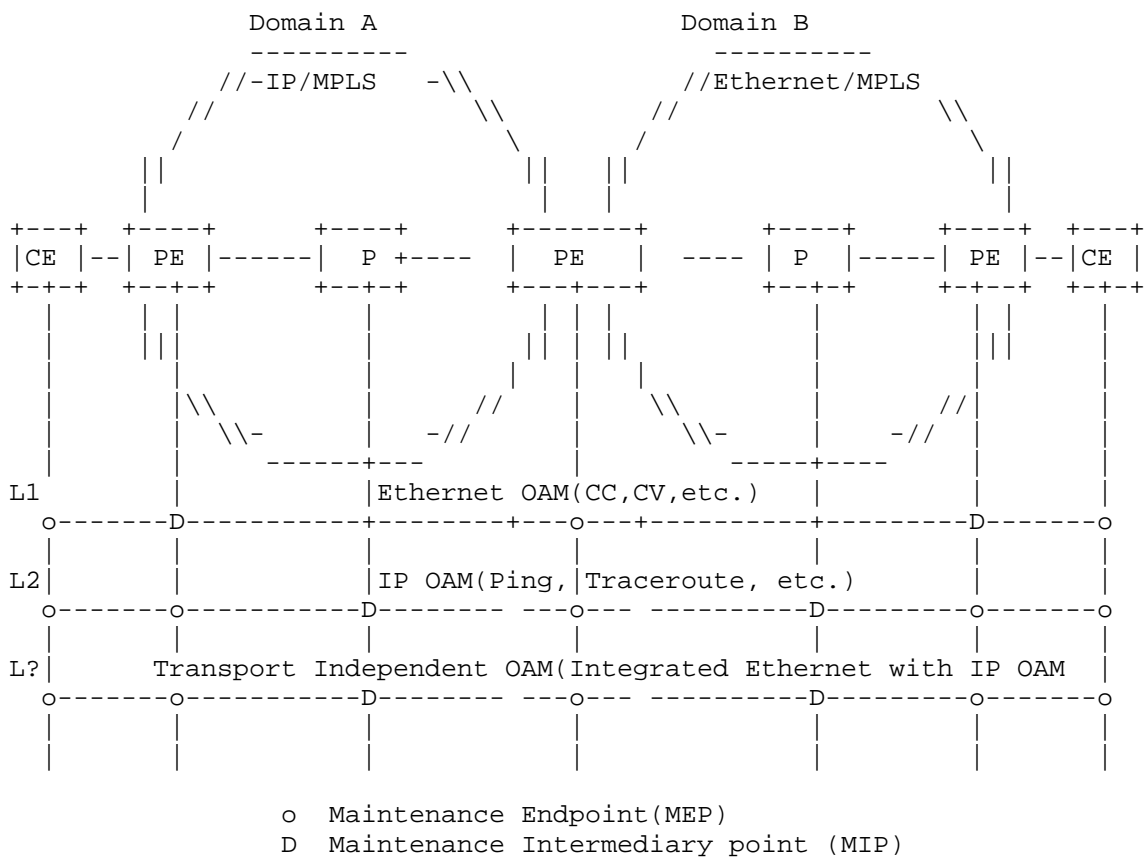 Domain A Domain B
IP/MPLS Ethernet/MPLS
CE PE P PE P PE CE
L1 Ethernet OAM(CC,CV,etc.)
o D o D o
L2 IP OAM(Ping, Traceroute, etc.)
o o D o D o o
L? Transport Independent OAM(Integrated Ethernet with IP OAM
o o D o D o o
o Maintenance Endpoint(MEP)
D Maintenance Intermediary point (MIP)